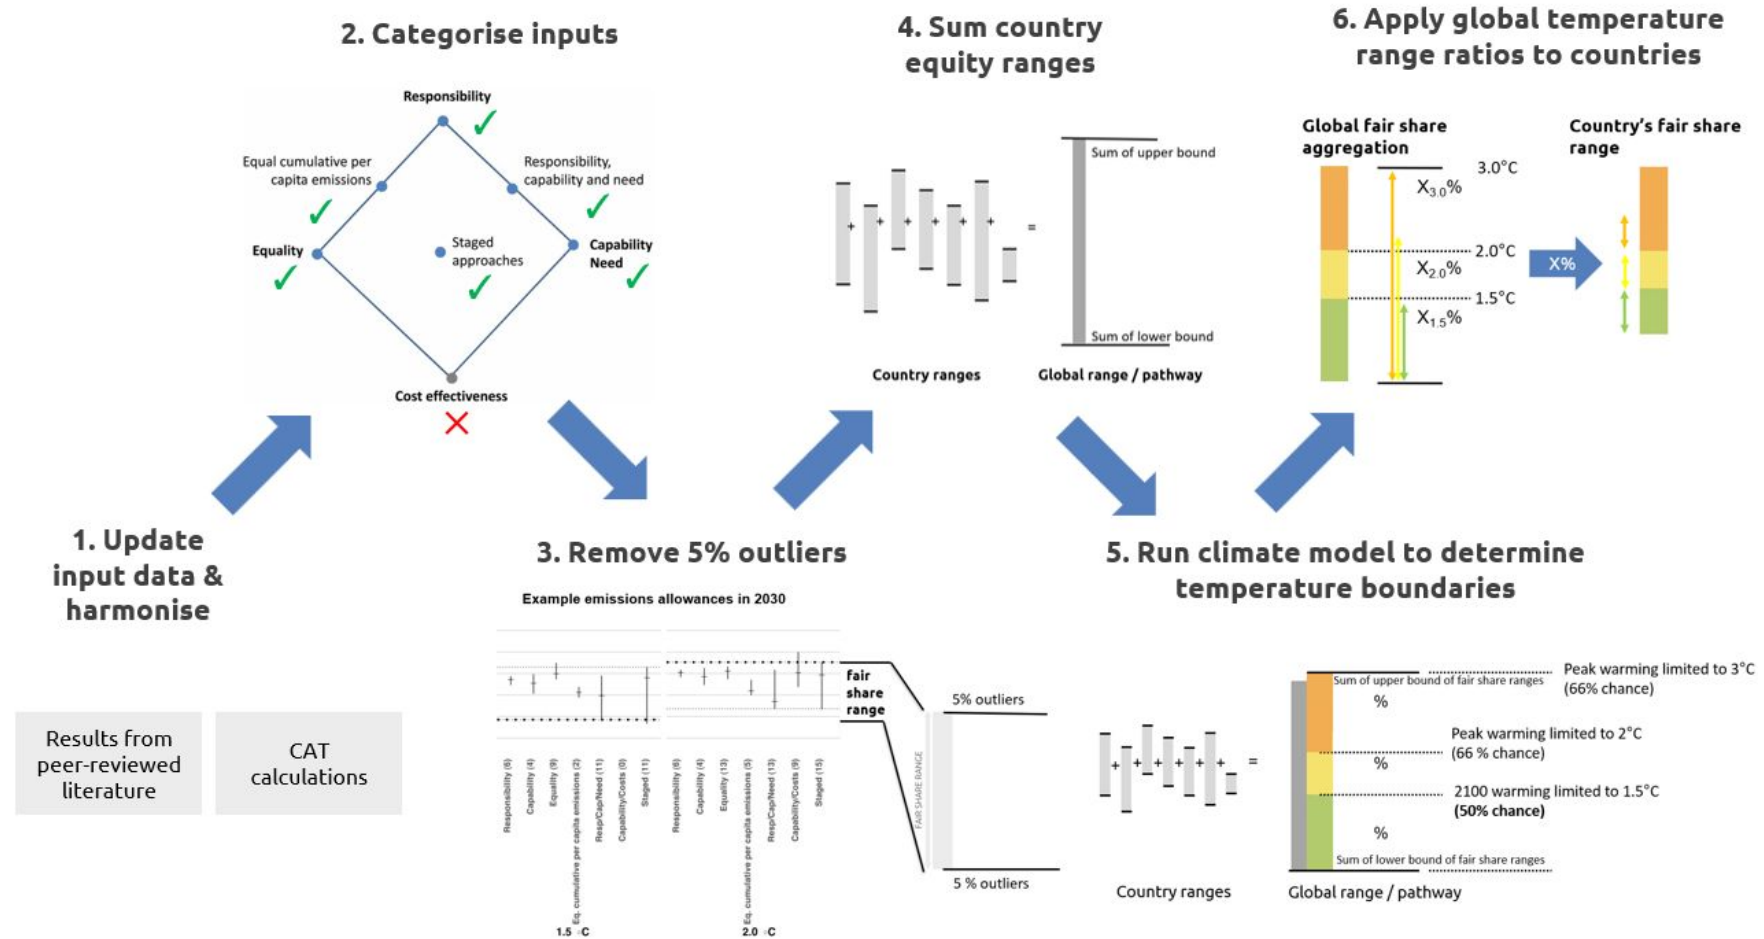 1. Update
input data &
harmonise
Results from
peer-reviewed
literature
CAT
calculations
2. Categorise inputs
Responsibility
Equal cumulative per
capita emissions
Responsibility,
capability and need
Equality
Staged
approaches
Capability
Need
Cost effectiveness
3. Remove 5% outliers
Example emissions allowances in 2030
fair
share
range
Responsibility (6)
Capability (4)
Equality (9)
Eq. cumulative per capita emissions (2)
Resp/Cap/Need (11)
Capability/Costs (0)
Staged (11)
1.5 °C
Responsibility (6)
Capability (4)
Equality (13)
Eq. cumulative per capita emissions (5)
Resp/Cap/Need (13)
Capability/Costs (9)
Staged (15)
2.0 °C
5% outliers
FAIR SHARE RANGE
5 % outliers
4. Sum country
equity ranges
+ + + + + + =
Sum of upper bound
Sum of lower bound
Country ranges
Global range / pathway
5. Run climate model to determine
temperature boundaries
+ + + + + + =
Sum of upper bound of fair share ranges
%
%
%
Sum of lower bound of fair share ranges
Peak warming limited to 3°C
(66% chance)
Peak warming limited to 2°C
(66 % chance)
2100 warming limited to 1.5°C
(50% chance)
Country ranges
Global range / pathway
6. Apply global temperature
range ratios to countries
Global fair share
aggregation
3.0°C
X3.0%
2.0°C
X2.0%
1.5°C
X1.5%
X%
Country's fair share
range